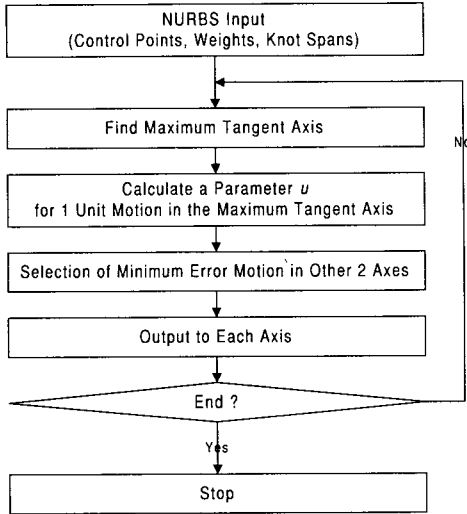 NURBS Input
(Control Points, Weights, Knot Spans)
Find Maximum Tangent Axis
No
Calculate a Parameter u
for 1 Unit Motion in the Maximum Tangent Axis
Selection of Minimum Error Motion in Other 2 Axes
Output to Each Axis
End ?
Yes
Stop